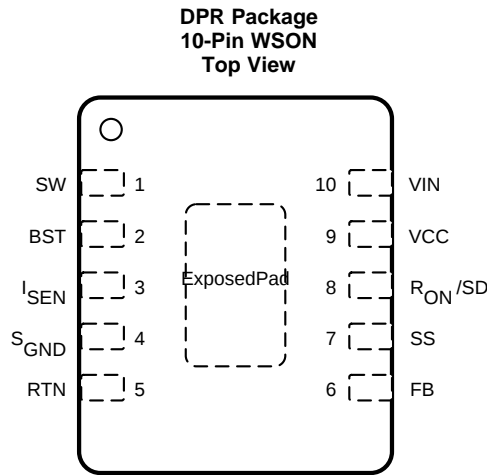 DPR Package
10-Pin WSON
Top View
SW 1 10 VIN
BST 2 9 VCC
ISEN 3 ExposedPad 8 RON/SD
SGND 4 7 SS
RTN 5 6 FB